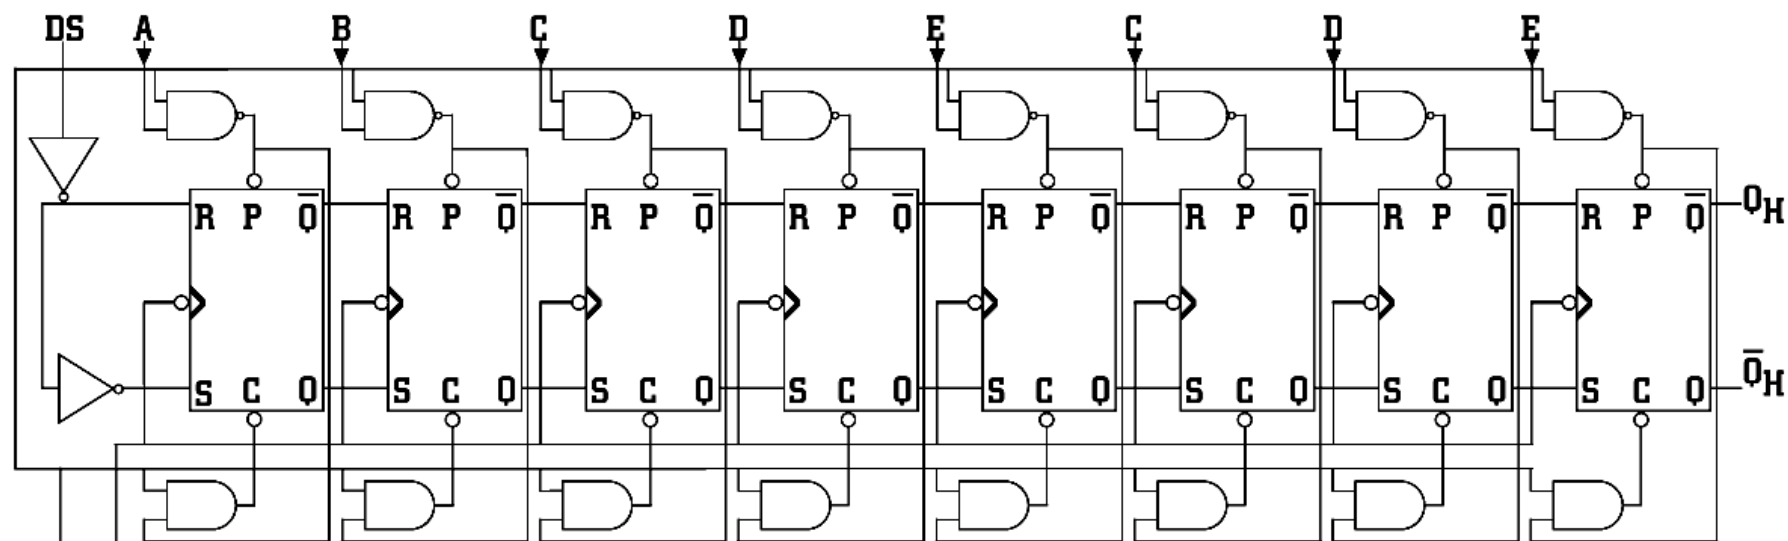 DS A B C D E C D E
R P Q̅ R P Q̅ R P Q̅ R P Q̅ R P Q̅ R P Q̅ R P Q̅ R P Q̅ Q_H
S C Q S C Q S C Q S C Q S C Q S C Q S C Q S C Q Q̅_H